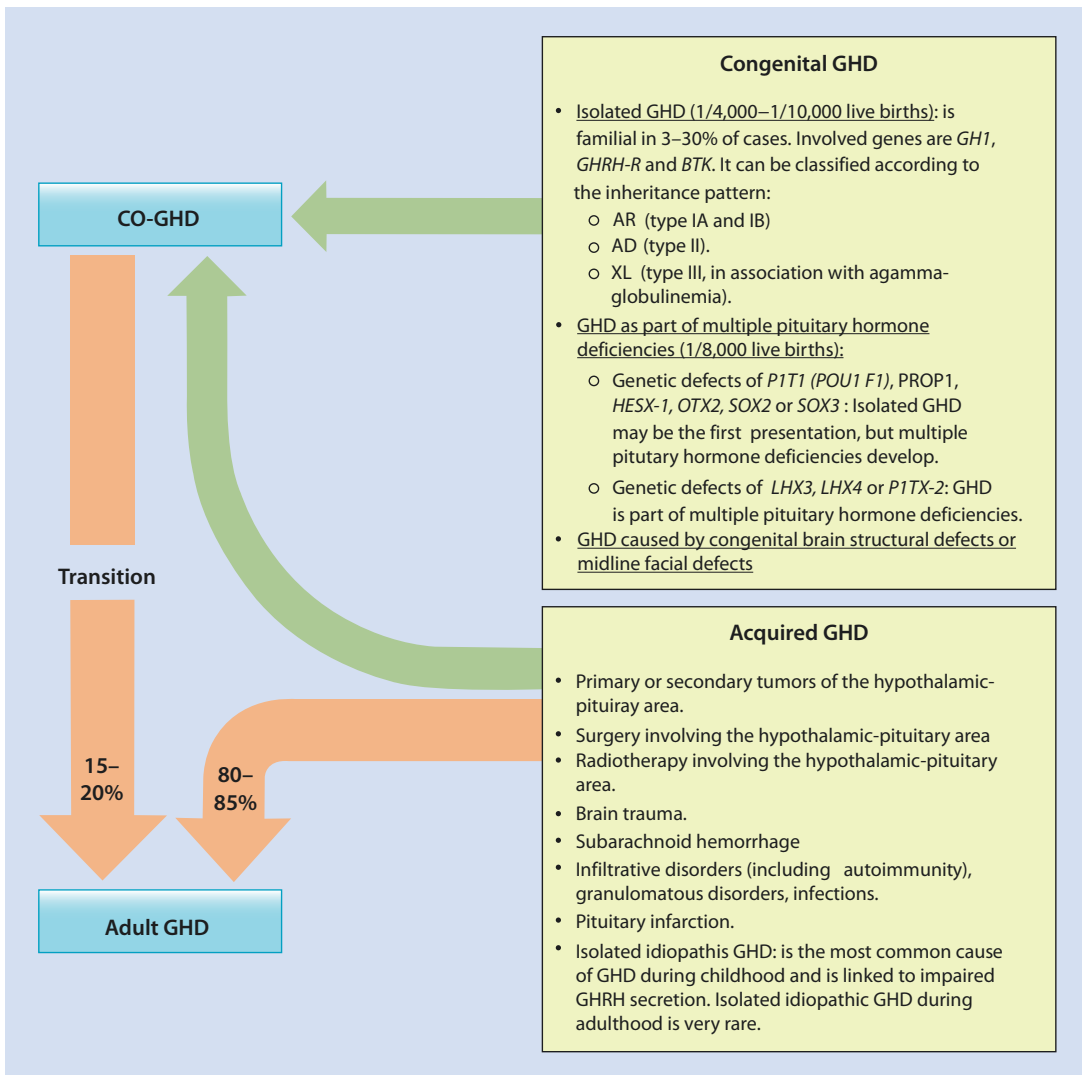 CO-GHD
Transition
15–
20%
80–
85%
Adult GHD
Congenital GHD
• Isolated GHD (1/4,000–1/10,000 live births): is
familial in 3–30% of cases. Involved genes are GH1,
GHRH-R and BTK. It can be classified according to
the inheritance pattern:
○ AR (type IA and IB)
○ AD (type II).
○ XL (type III, in association with agamma-
globulinemia).
• GHD as part of multiple pituitary hormone
deficiencies (1/8,000 live births):
○ Genetic defects of P1T1 (POU1 F1), PROP1,
HESX-1, OTX2, SOX2 or SOX3 : Isolated GHD
may be the first presentation, but multiple
pitutary hormone deficiencies develop.
○ Genetic defects of LHX3, LHX4 or P1TX-2: GHD
is part of multiple pituitary hormone deficiencies.
• GHD caused by congenital brain structural defects or
midline facial defects
Acquired GHD
• Primary or secondary tumors of the hypothalamic-
pituiray area.
• Surgery involving the hypothalamic-pituitary area
• Radiotherapy involving the hypothalamic-pituitary
area.
• Brain trauma.
• Subarachnoid hemorrhage
• Infiltrative disorders (including autoimmunity),
granulomatous disorders, infections.
• Pituitary infarction.
• Isolated idiopathis GHD: is the most common cause
of GHD during childhood and is linked to impaired
GHRH secretion. Isolated idiopathic GHD during
adulthood is very rare.